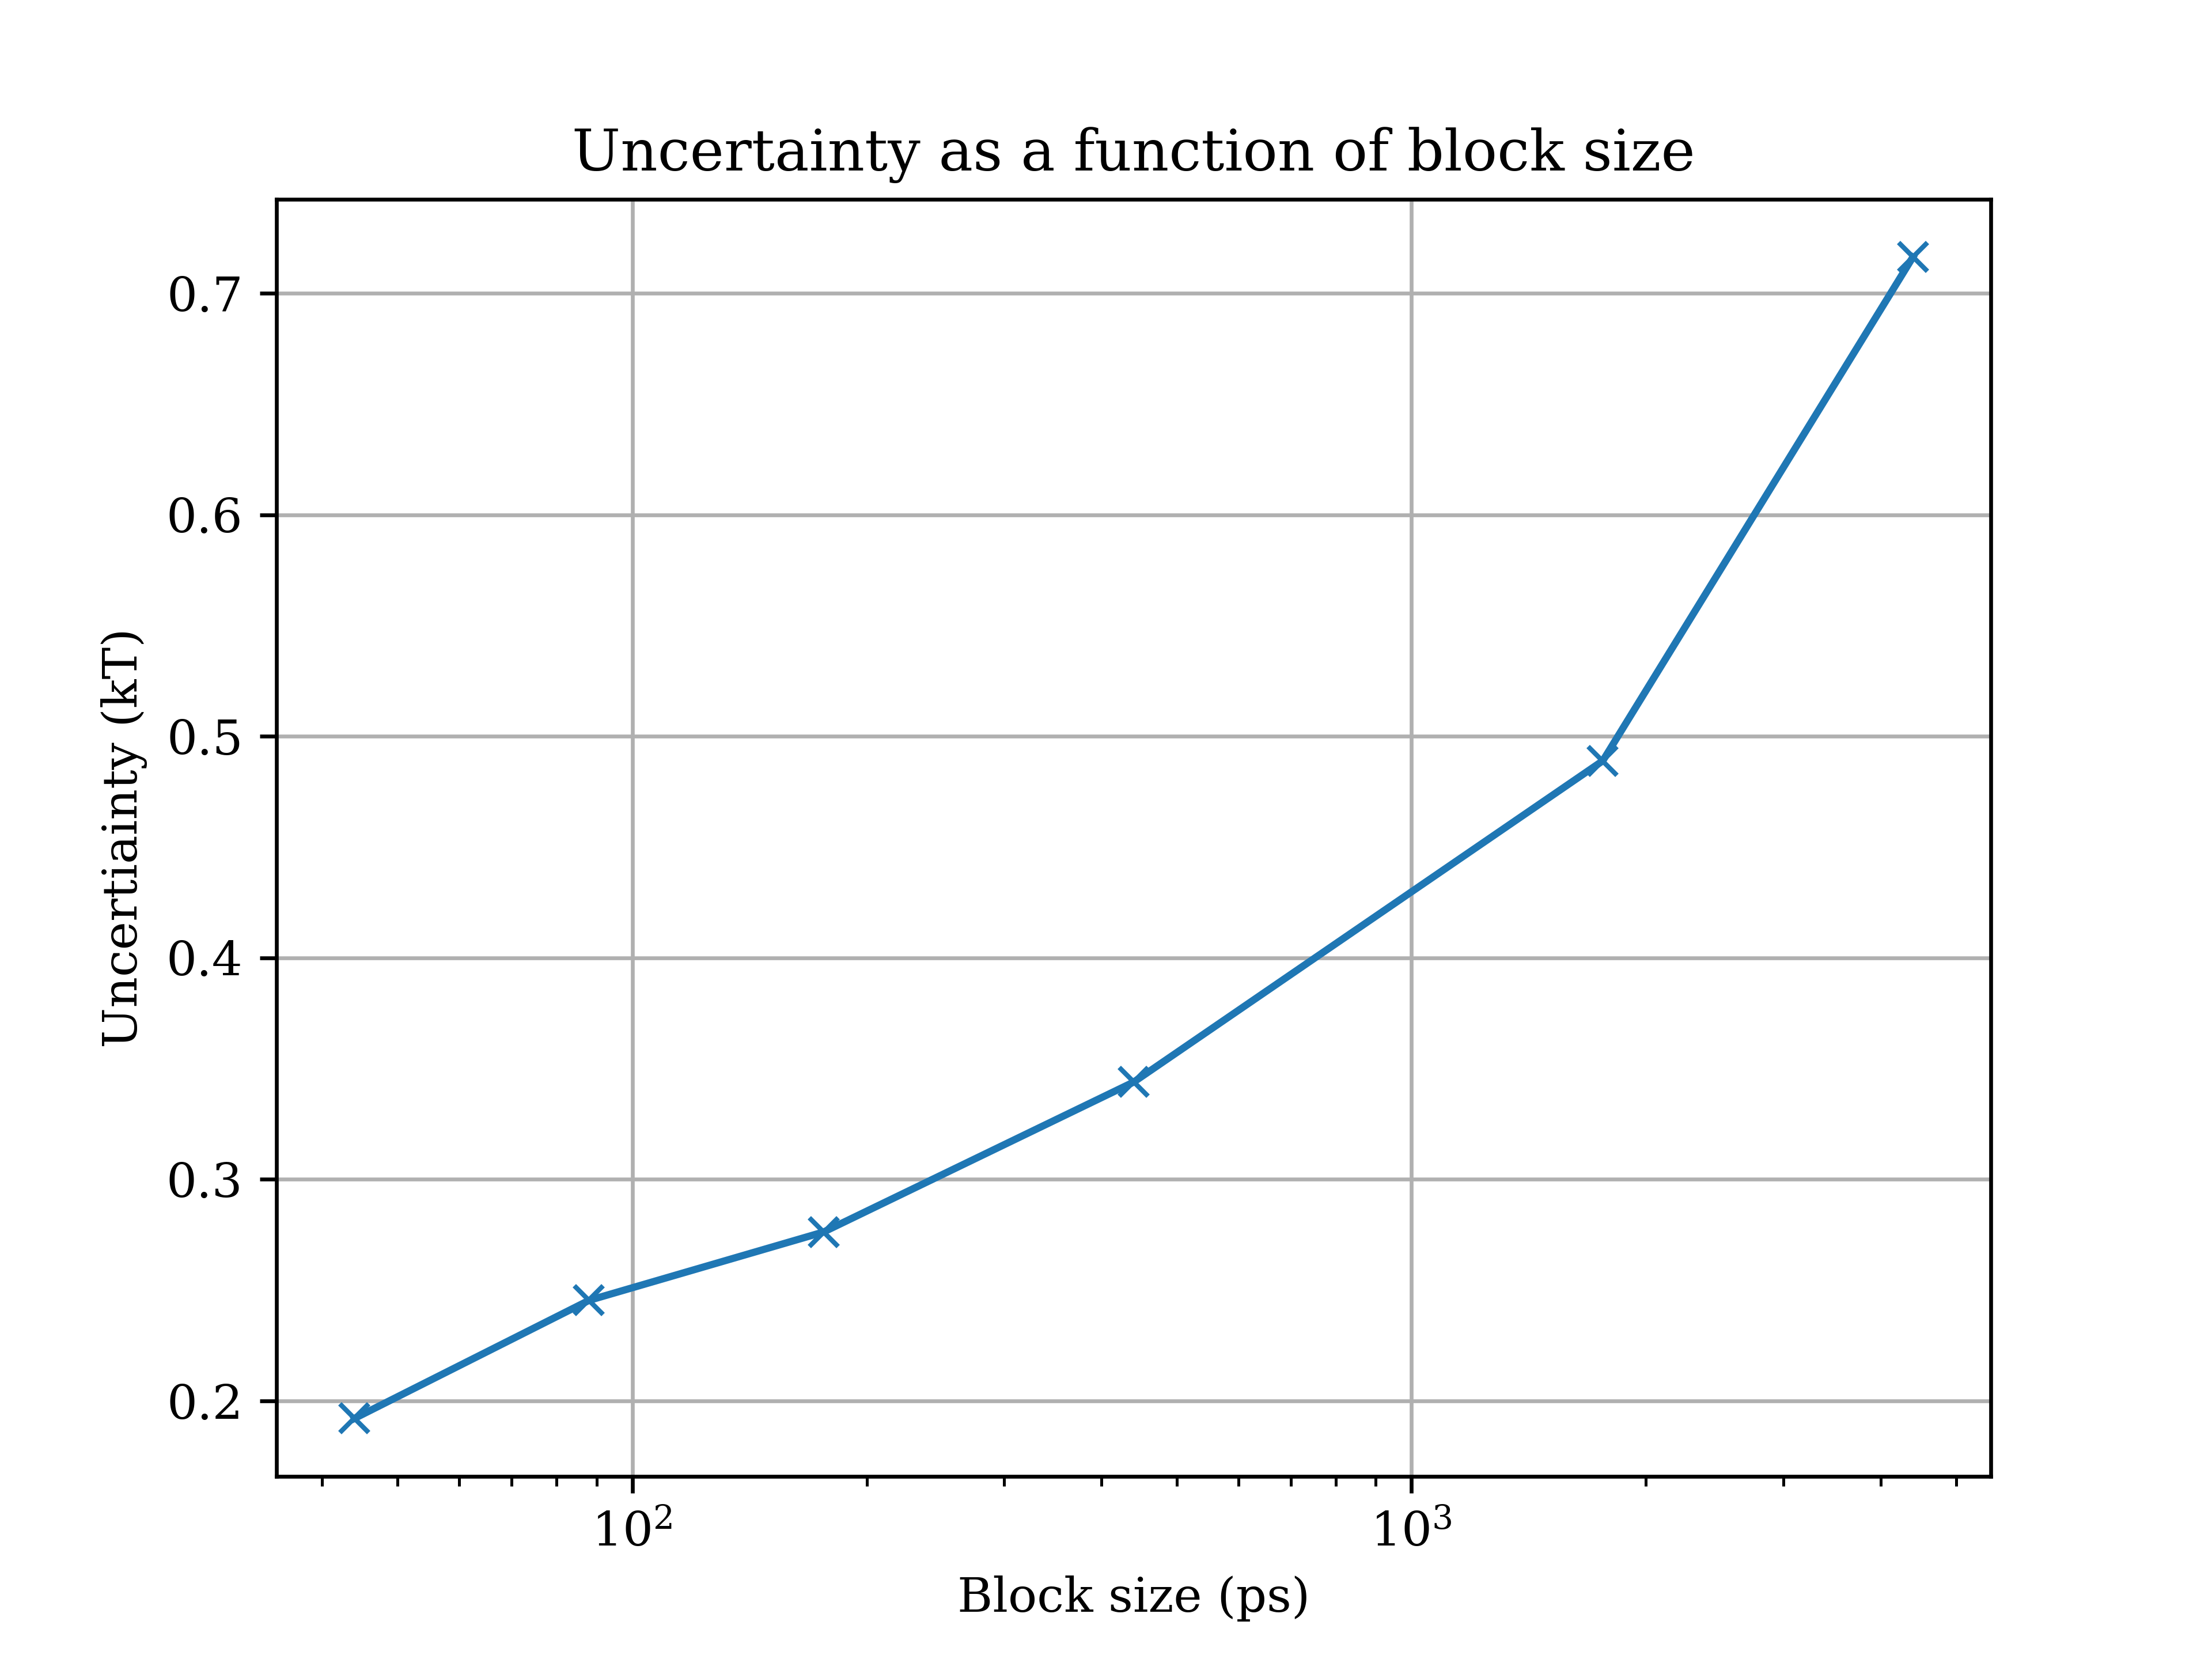 Uncertainty as a function of block size
0.7
0.6
0.5
0.4
0.3
0.2
Uncertiainty (kT)
10²
10³
Block size (ps)